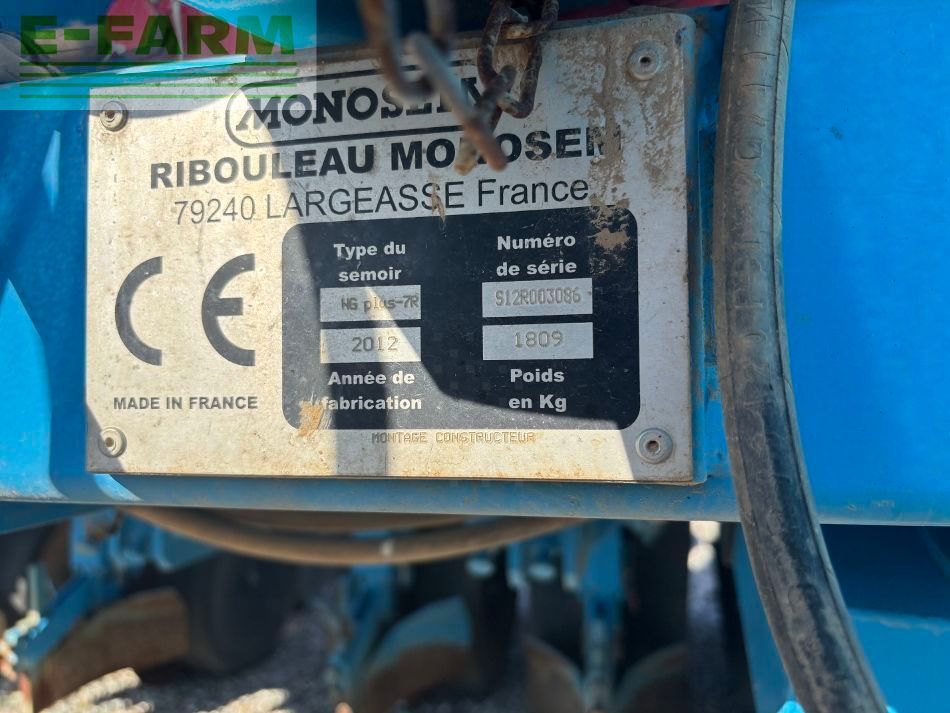 E-FARM
MONOSEM
RIBOULEAU MONOSEM
79240 LARGEASSE France
Type du
semoir
NG plus-7R
2012
Année de
fabrication
Numéro
de série
S12R003086
1809
Poids
en Kg
MADE IN FRANCE
MONTAGE CONSTRUCTEUR